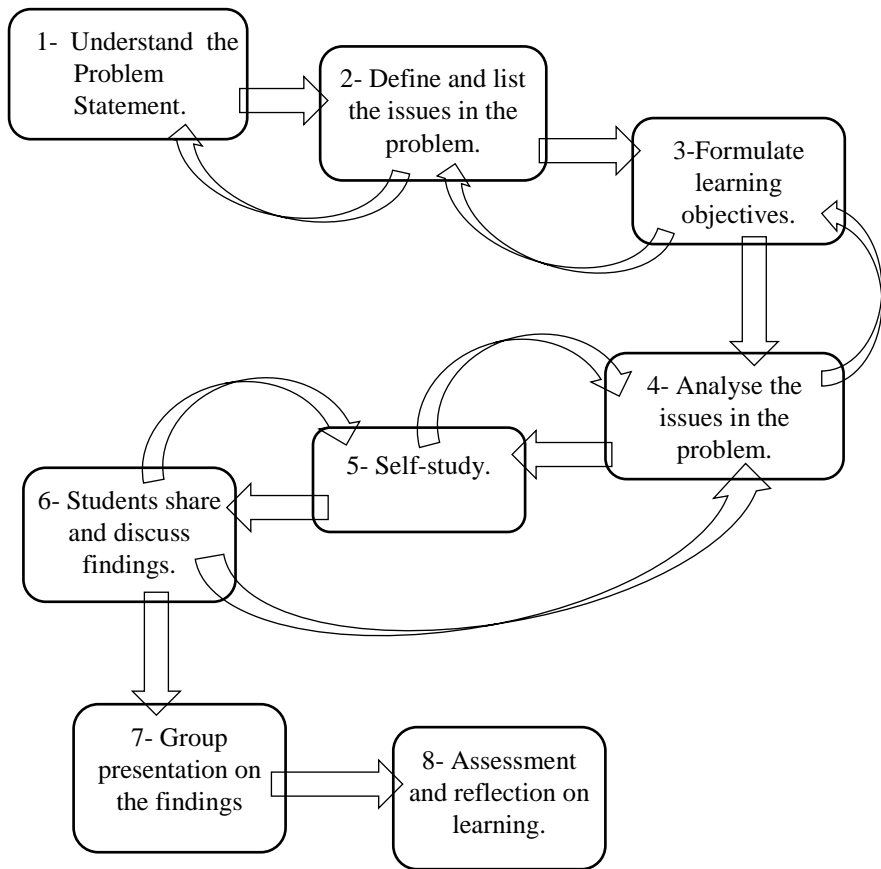 1- Understand the
Problem
Statement.
2- Define and list
the issues in the
problem.
3-Formulate
learning
objectives.
4- Analyse the
issues in the
problem.
5- Self-study.
6- Students share
and discuss
findings.
7- Group
presentation on
the findings
8- Assessment
and reflection on
learning.